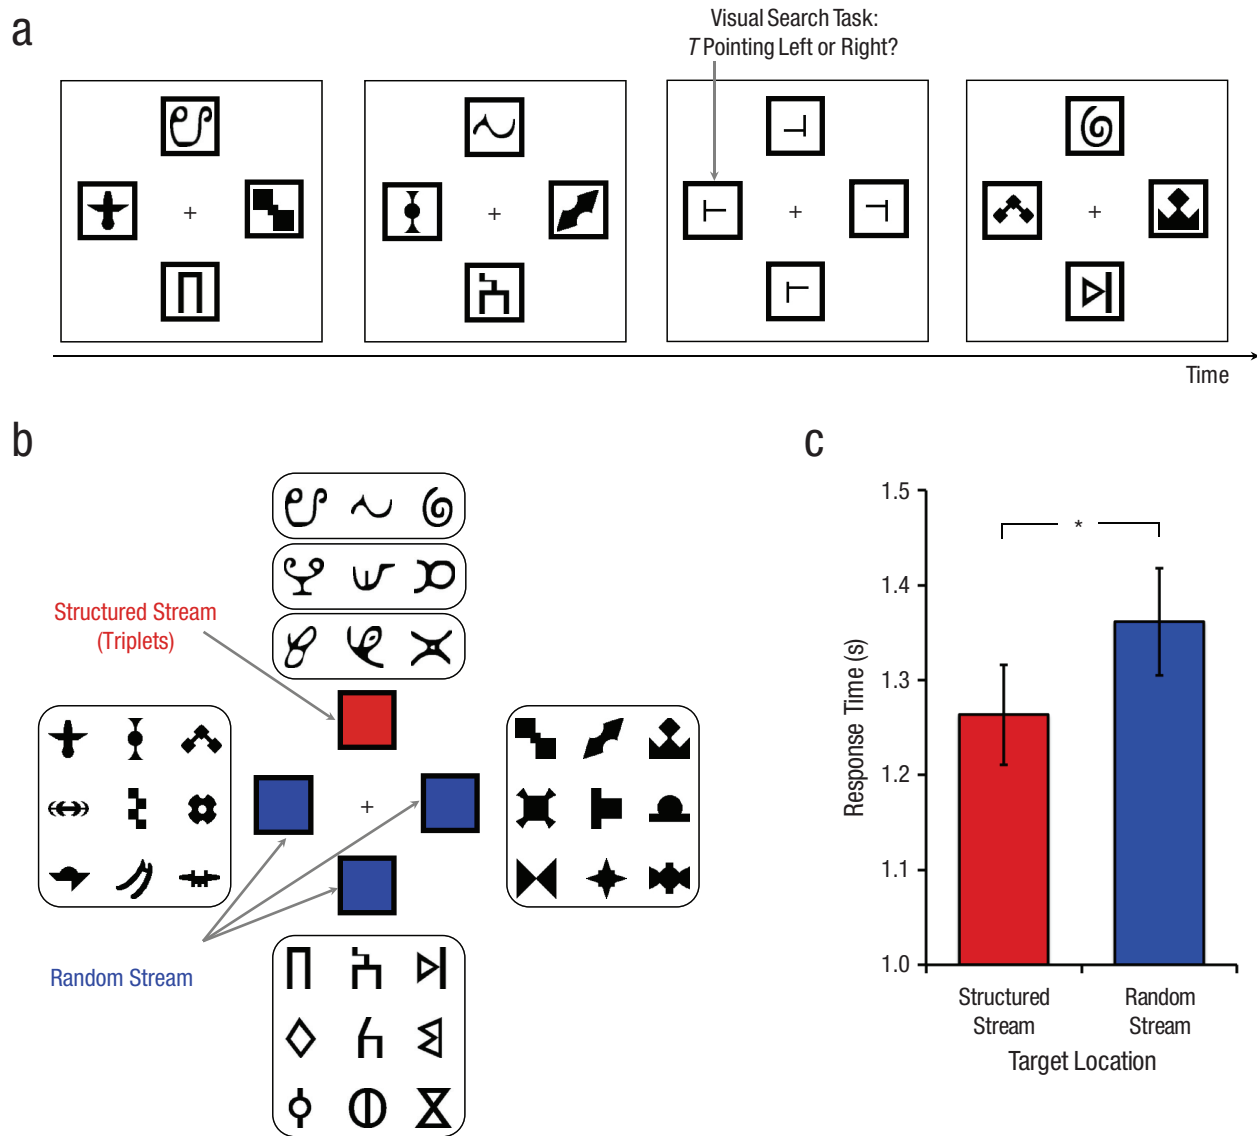 a
Visual Search Task:
T Pointing Left or Right?
+
+
+
+
Time
b
Structured Stream
(Triplets)
+
Random Stream
c
1.5
*
1.4
1.3
1.2
1.1
1.0
Response Time (s)
Structured
Stream
Random
Stream
Target Location